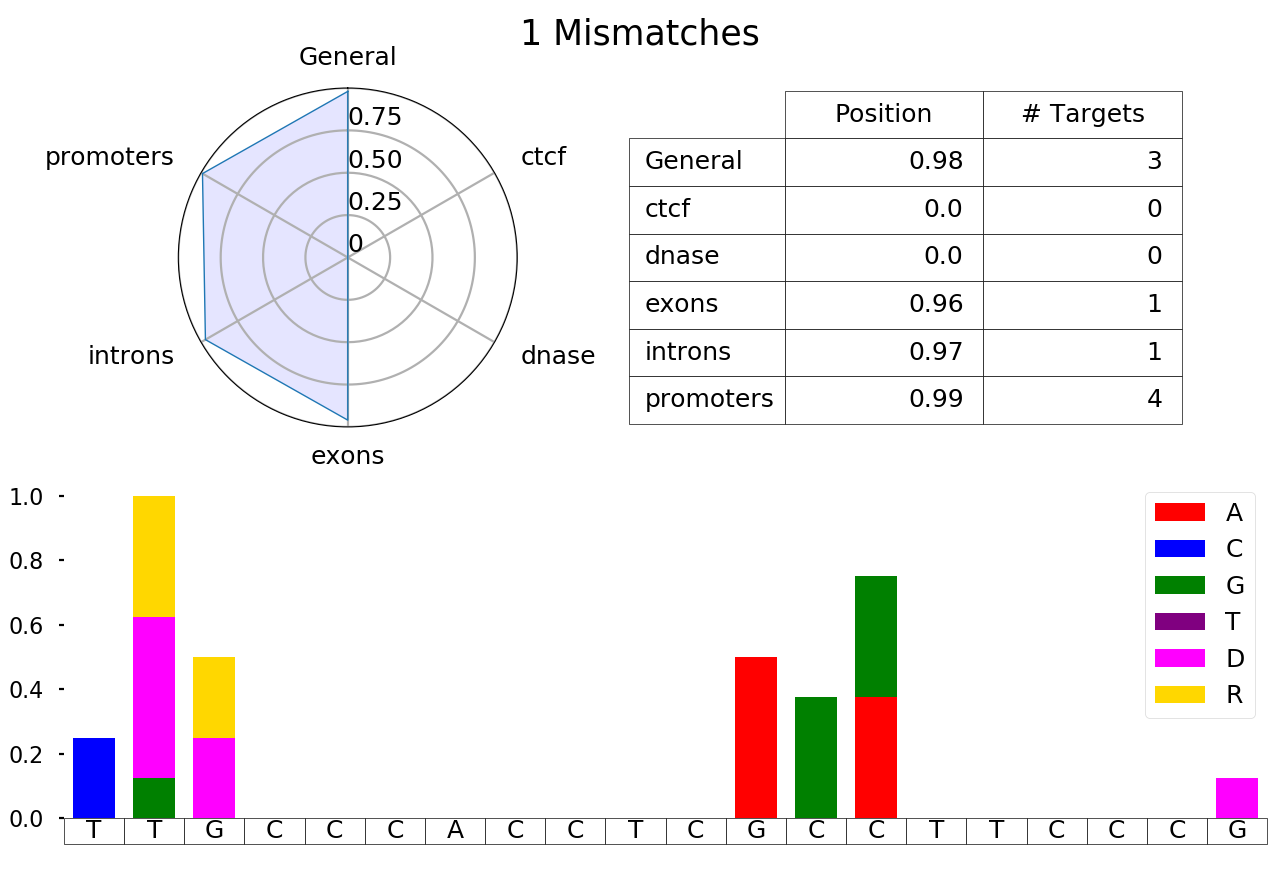 1 Mismatches
General
promoters
ctcf
introns
dnase
exons
0.75
0.50
0.25
0
Position # Targets
General 0.98 3
ctcf 0.0 0
dnase 0.0 0
exons 0.96 1
introns 0.97 1
promoters 0.99 4
1.0
0.8
0.6
0.4
0.2
0.0
A
C
G
T
D
R
T T G C C C A C C T C G C C T T C C C G